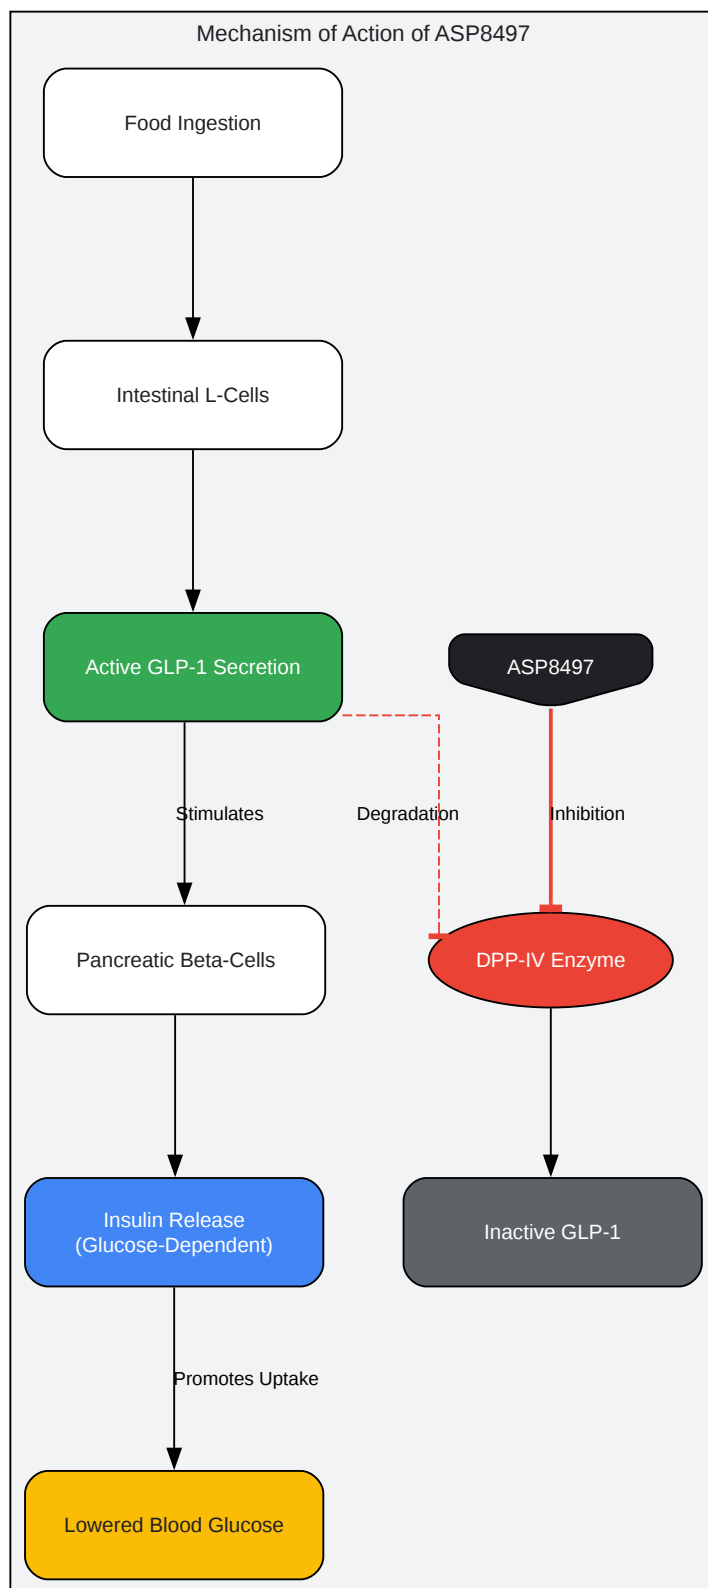 Mechanism of Action of ASP8497
Food Ingestion
Intestinal L-Cells
Active GLP-1 Secretion
ASP8497
Stimulates
Degradation
Inhibition
Pancreatic Beta-Cells
DPP-IV Enzyme
Insulin Release
(Glucose-Dependent)
Inactive GLP-1
Promotes Uptake
Lowered Blood Glucose